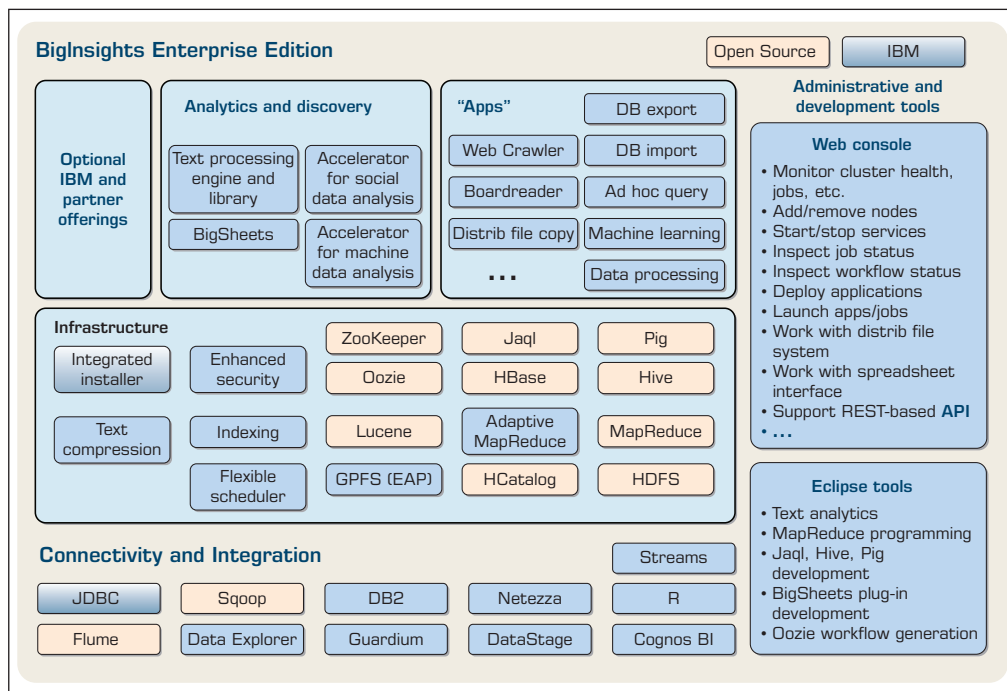 BigInsights Enterprise Edition
Open Source
IBM
Optional
IBM and
partner
offerings
Analytics and discovery
Text processing
engine and
library
Accelerator
for social
data analysis
BigSheets
Accelerator
for machine
data analysis
“Apps”
DB export
Web Crawler
DB import
Boardreader
Ad hoc query
Distrib file copy
Machine learning
...
Data processing
Administrative and
development tools
Web console
• Monitor cluster health,
jobs, etc.
• Add/remove nodes
• Start/stop services
• Inspect job status
• Inspect workflow status
• Deploy applications
• Launch apps/jobs
• Work with distrib file
system
• Work with spreadsheet
interface
• Support REST-based API
• ...
Infrastructure
ZooKeeper
Jaql
Pig
Integrated
installer
Enhanced
security
Oozie
HBase
Hive
Text
compression
Indexing
Lucene
Adaptive
MapReduce
MapReduce
Flexible
scheduler
GPFS (EAP)
HCatalog
HDFS
Eclipse tools
• Text analytics
• MapReduce programming
• Jaql, Hive, Pig
development
• BigSheets plug-in
development
• Oozie workflow generation
Connectivity and Integration
Streams
JDBC
Sqoop
DB2
Netezza
R
Flume
Data Explorer
Guardium
DataStage
Cognos BI